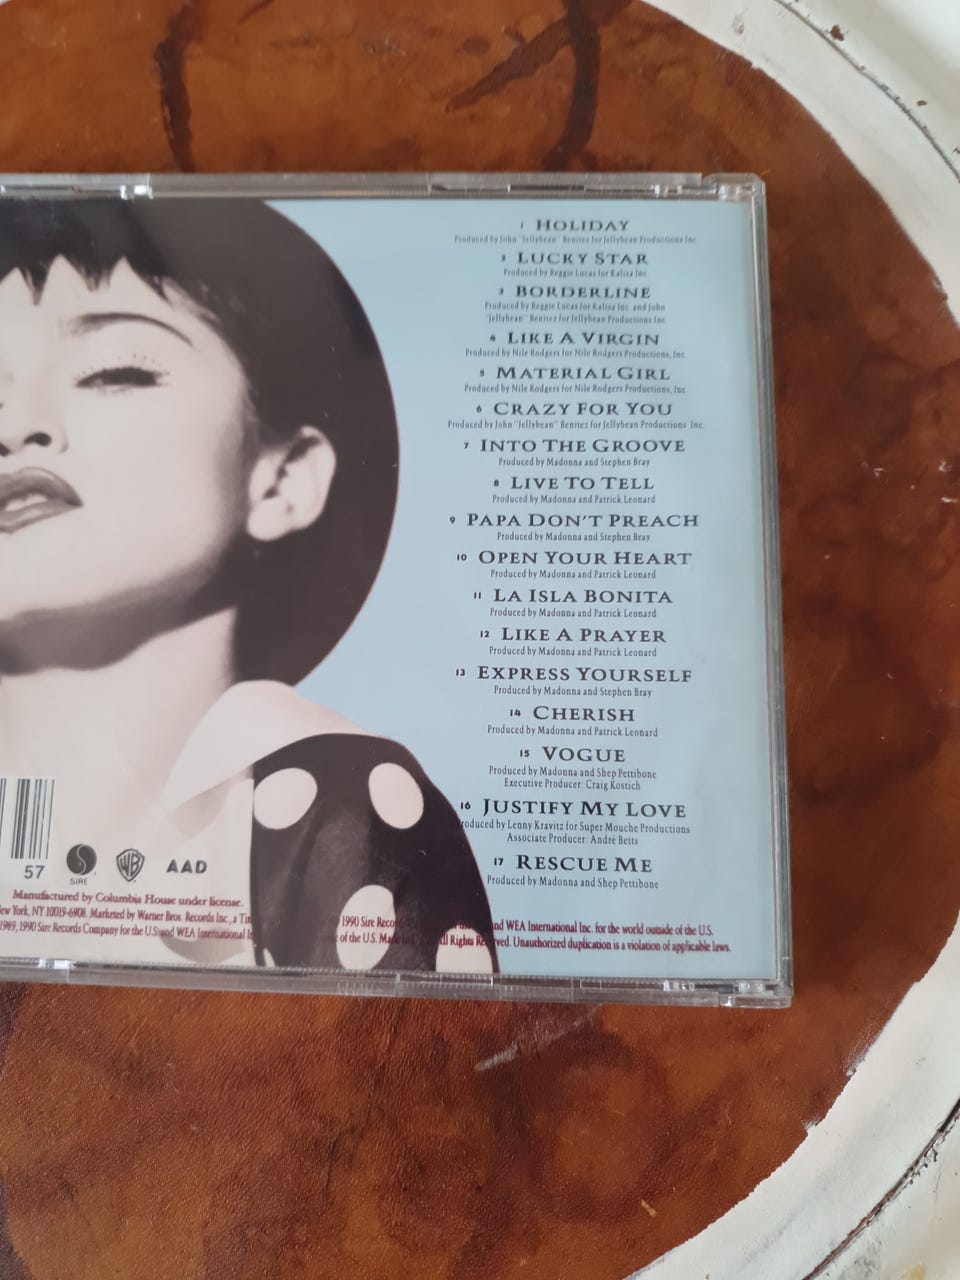 1 HOLIDAY
Produced by John "Jellybean" Benitez for Jellybean Productions Inc
2 LUCKY STAR
Produced by Reggie Lucas for Kalisa Inc.
3 BORDERLINE
Produced by Reggie Lucas for Kalisa Inc. and John
"Jellybean" Benitez for Jellybean Productions Inc
4 LIKE A VIRGIN
Produced by Nile Rodgers for Nile Rodgers Productions, Inc.
5 MATERIAL GIRL
Produced by Nile Rodgers for Nile Rodgers Productions, Inc.
6 CRAZY FOR YOU
Produced by John "Jellybean" Benitez for Jellybean Productions Inc.
7 INTO THE GROOVE
Produced by Madonna and Stephen Bray
8 LIVE TO TELL
Produced by Madonna and Patrick Leonard
9 PAPA DON'T PREACH
Produced by Madonna and Stephen Bray
10 OPEN YOUR HEART
Produced by Madonna and Patrick Leonard
11 LA ISLA BONITA
Produced by Madonna and Patrick Leonard
12 LIKE A PRAYER
Produced by Madonna and Patrick Leonard
13 EXPRESS YOURSELF
Produced by Madonna and Stephen Bray
14 CHERISH
Produced by Madonna and Patrick Leonard
15 VOGUE
Produced by Madonna and Shep Pettibone
Executive Producer: Craig Kostich
16 JUSTIFY MY LOVE
Produced by Lenny Kravitz for Super Mouche Productions
Associate Producer: André Betts
17 RESCUE ME
Produced by Madonna and Shep Pettibone
57
SIRE
WB
AAD
Manufactured by Columbia House under license.
New York, NY 10019-6908. Marketed by Warner Bros. Records Inc., a
1989, 1990 Sire Records Company for the U.S. and WEA International
© 1990 Sire and WEA International Inc. for the world outside of the U.S.
of the U.S. All Rights Unauthorized duplication is a violation of applicable laws.